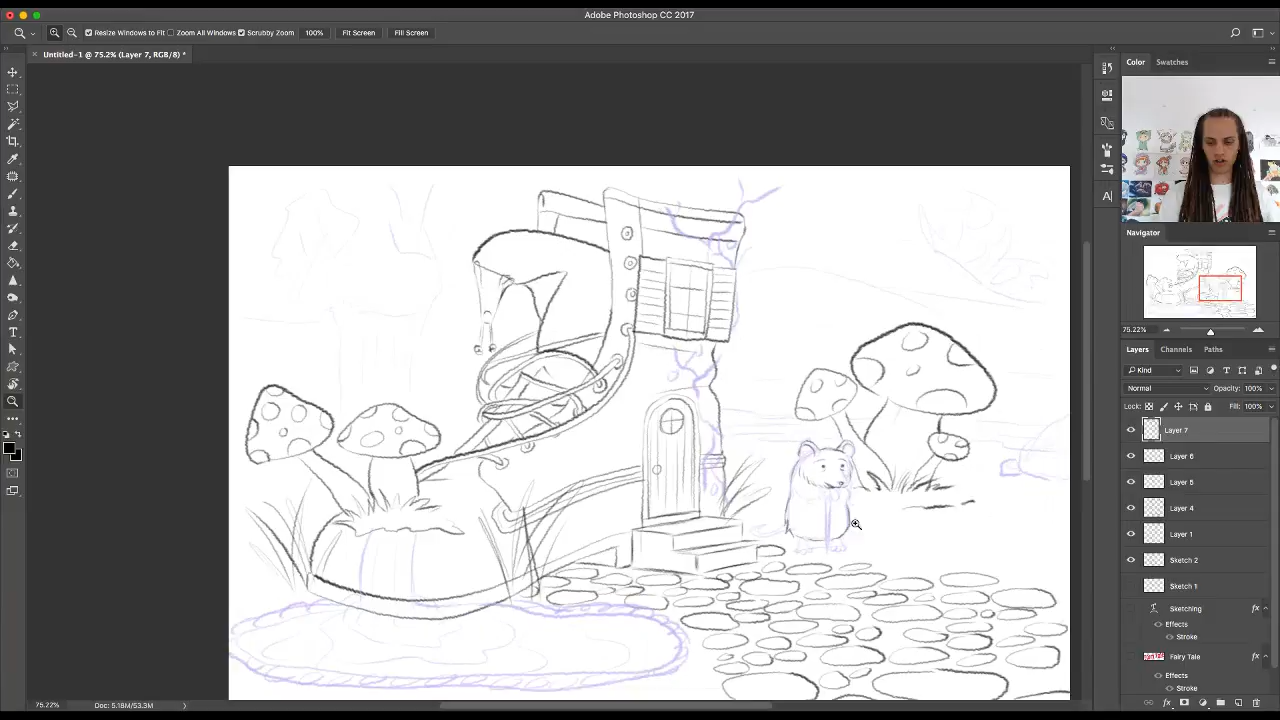 Adobe Photoshop CC 2017
Resize Windows to Fit Zoom All Windows Scrubby Zoom 100% Fit Screen Fill Screen
Untitled-1 @ 75.2% (Layer 7, RGB/8) *
Color Swatches
Navigator
75.22%
Layers Channels Paths
Kind
Normal Opacity: 100%
Lock: Fill: 100%
Layer 7
Layer 6
Layer 5
Layer 4
Layer 1
Sketch 2
Sketch 1
Sketching fx
Effects
Stroke
Fairy Tale fx
Effects
Stroke
75.22% Doc: 5.18M/53.3M